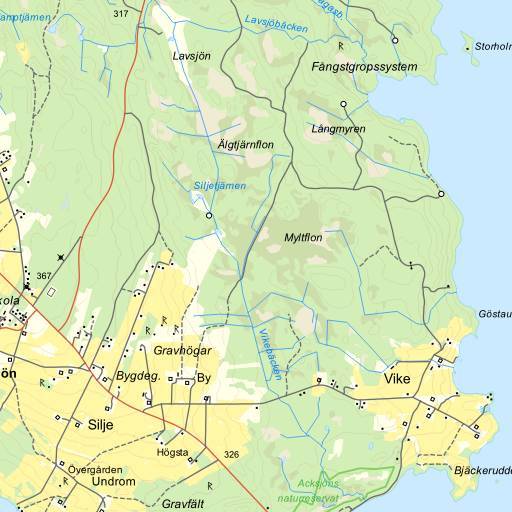 317
Lavsjöbäcken
Storholm
Lavsjön
Fångstgropssystem
Långmyren
Älgtjärnflon
Siljetjärnen
Myltflon
367
Göstau
Vikebäcken
Gravhögar
Bygdeg.
By
Vike
Silje
Högsta
326
Övergården
Undrom
Acksjöns
naturreservat
Bjäckerudde
Gravfält
R
R
R
R
R
R
R
R